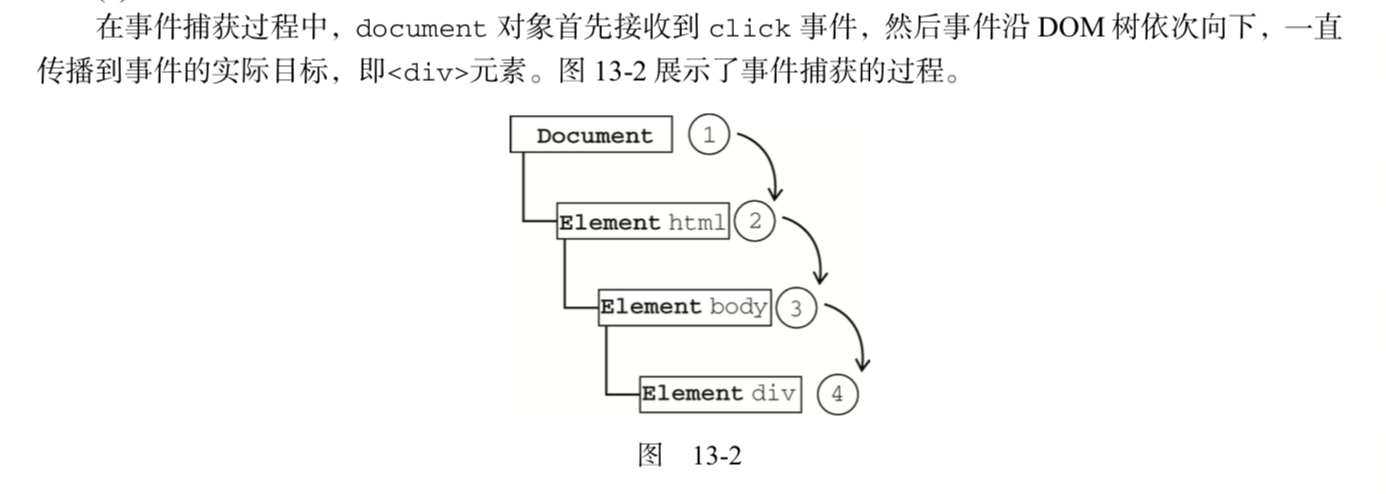 在事件捕获过程中，document 对象首先接收到 click 事件，然后事件沿 DOM 树依次向下，一直
传播到事件的实际目标，即<div>元素。图 13-2 展示了事件捕获的过程。
Document 1
Element html 2
Element body 3
Element div 4
图 13-2